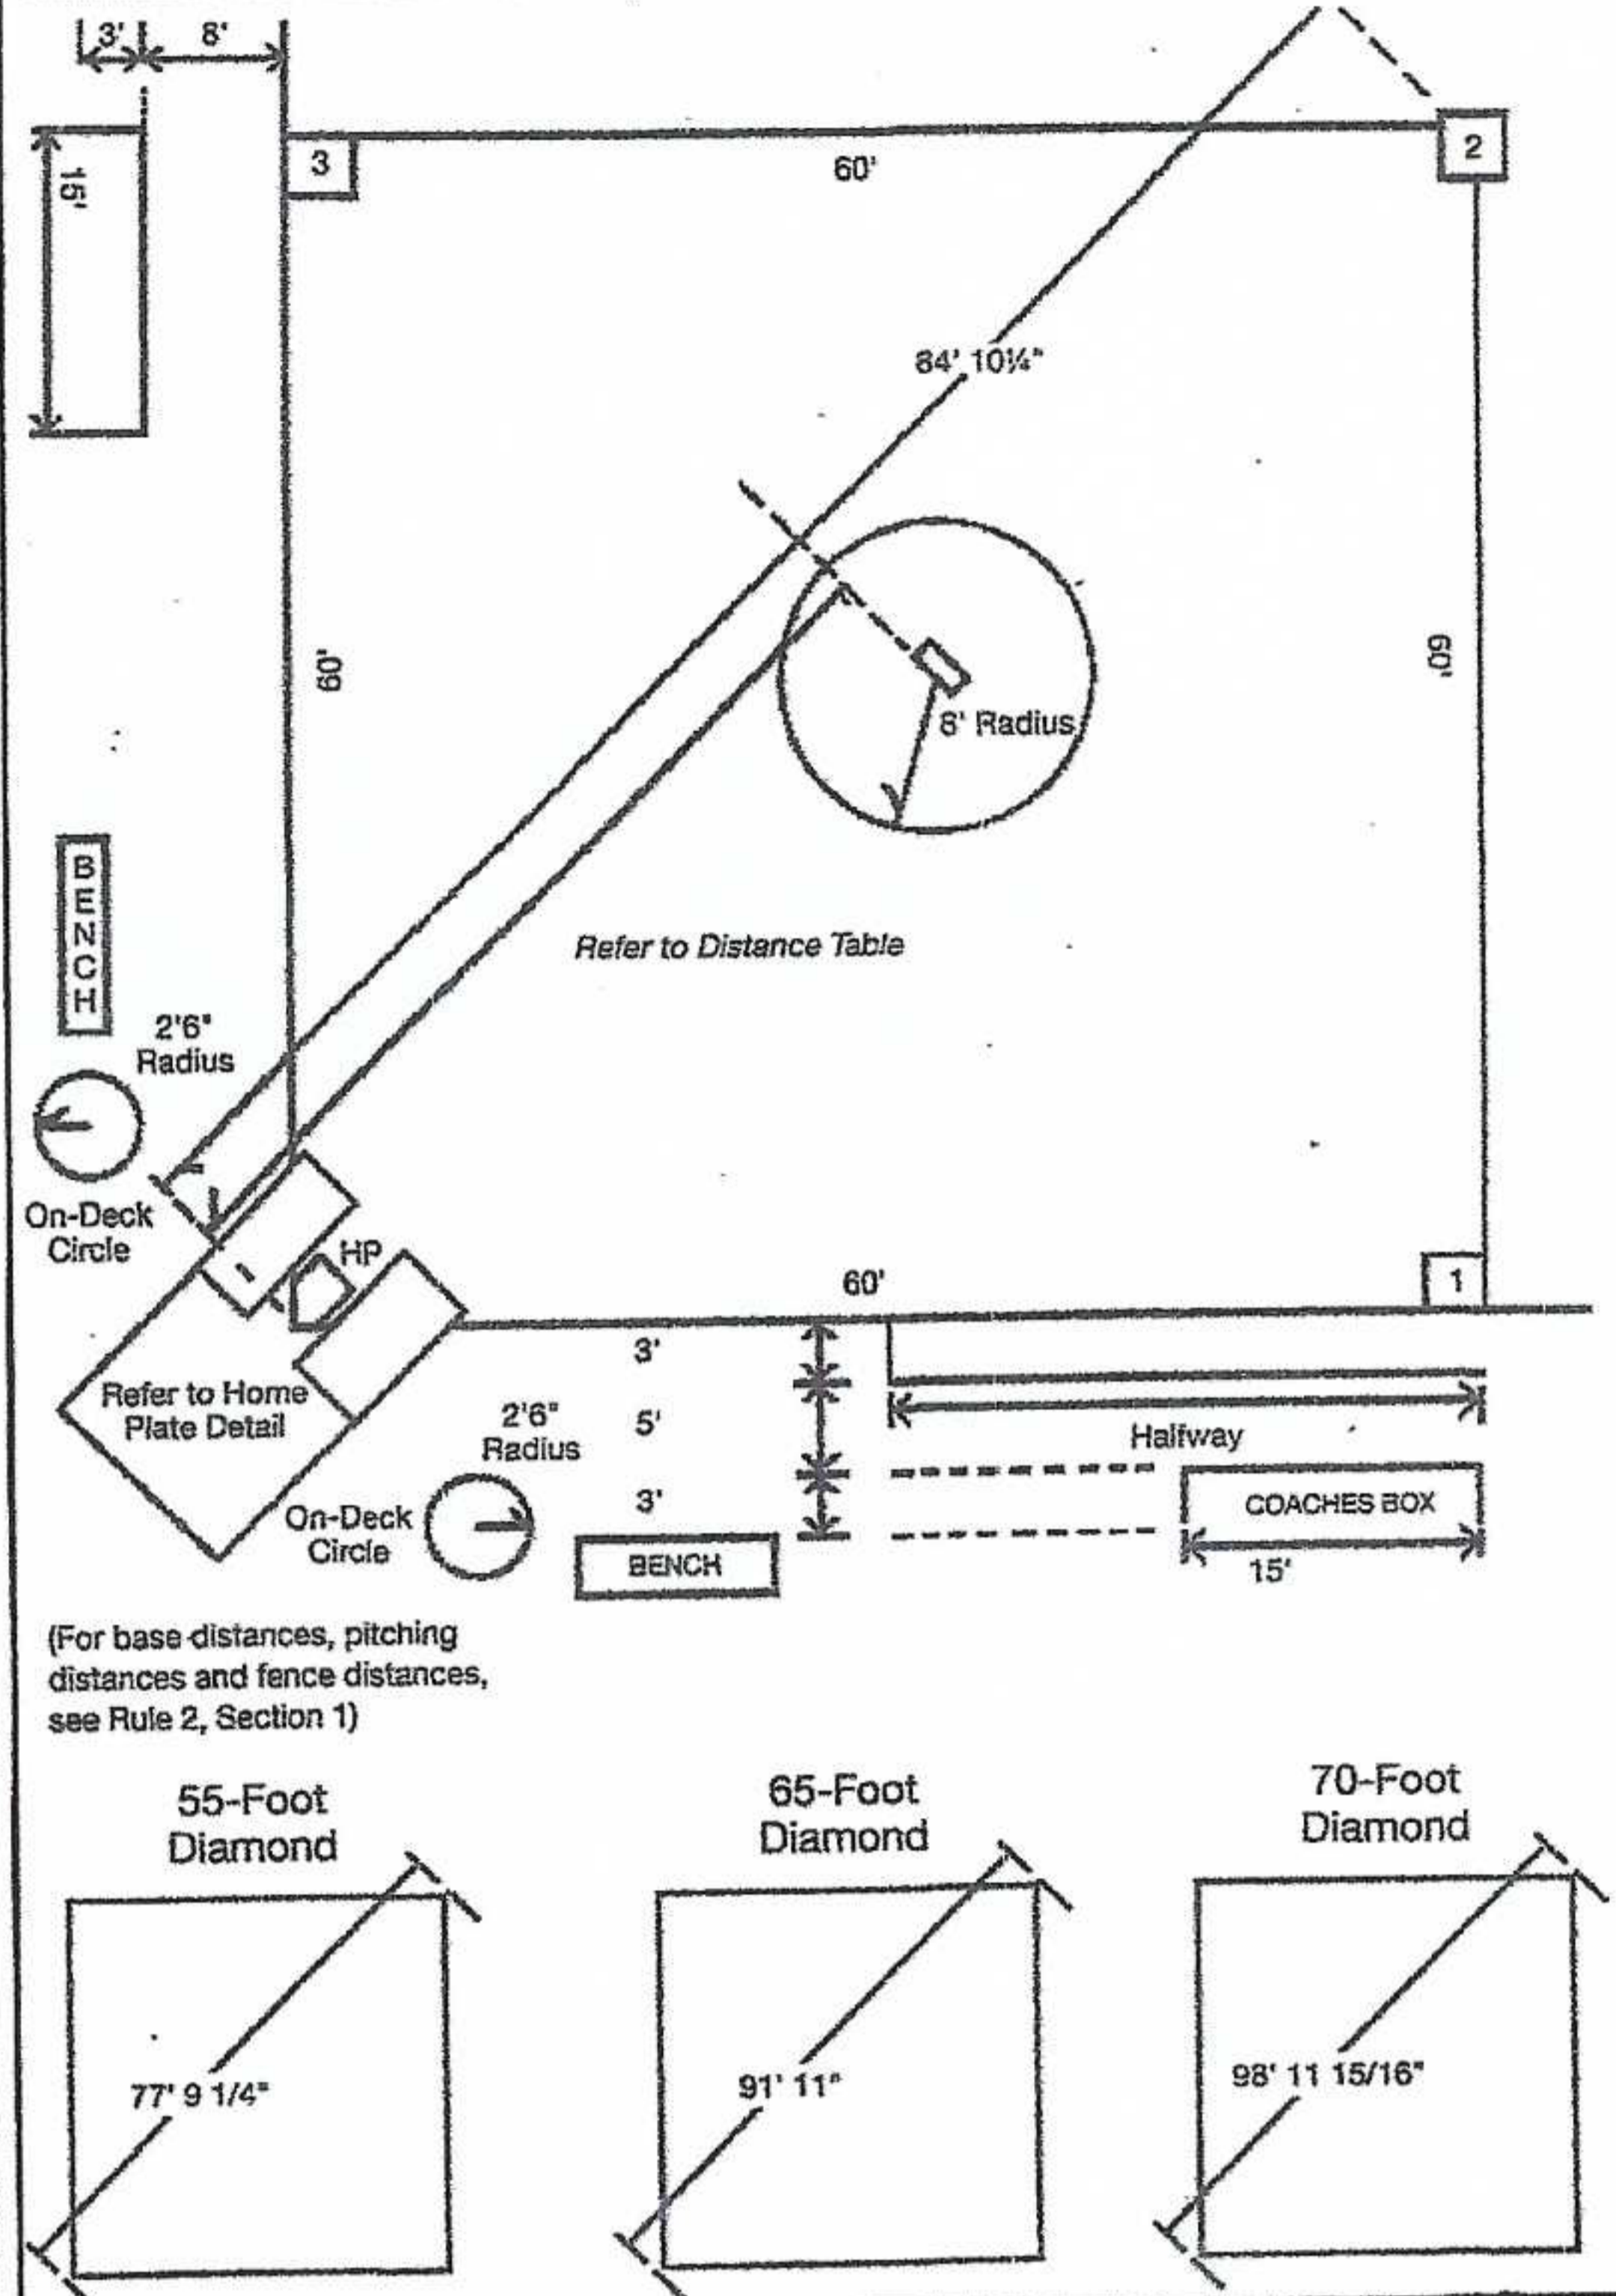 3'
8'
15'
3
60'
2
84' 10¼"
60'
60'
8' Radius
BENCH
Refer to Distance Table
2'6"
Radius
On-Deck
Circle
HP
60'
1
3'
Refer to Home
Plate Detail
2'6"
Radius
5'
Halfway
On-Deck
Circle
3'
COACHES BOX
BENCH
15'
(For base distances, pitching
distances and fence distances,
see Rule 2, Section 1)
55-Foot
Diamond
65-Foot
Diamond
70-Foot
Diamond
77' 9 1/4"
91' 11"
98' 11 15/16"